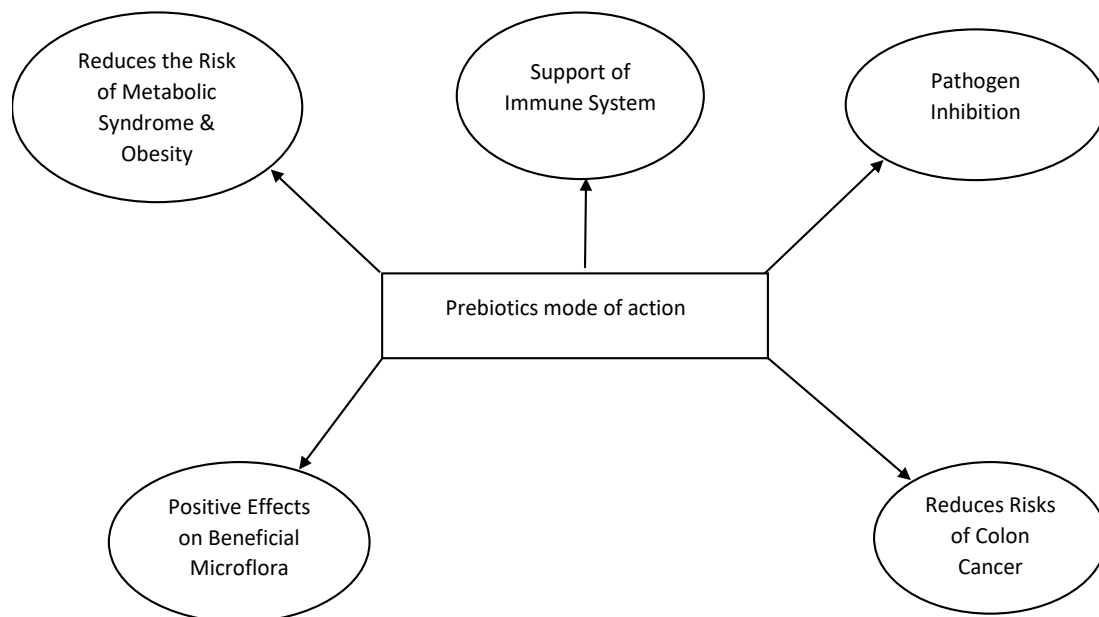 Reduces the Risk
of Metabolic
Syndrome &
Obesity
Support of
Immune System
Pathogen
Inhibition
Prebiotics mode of action
Positive Effects
on Beneficial
Microflora
Reduces Risks
of Colon
Cancer